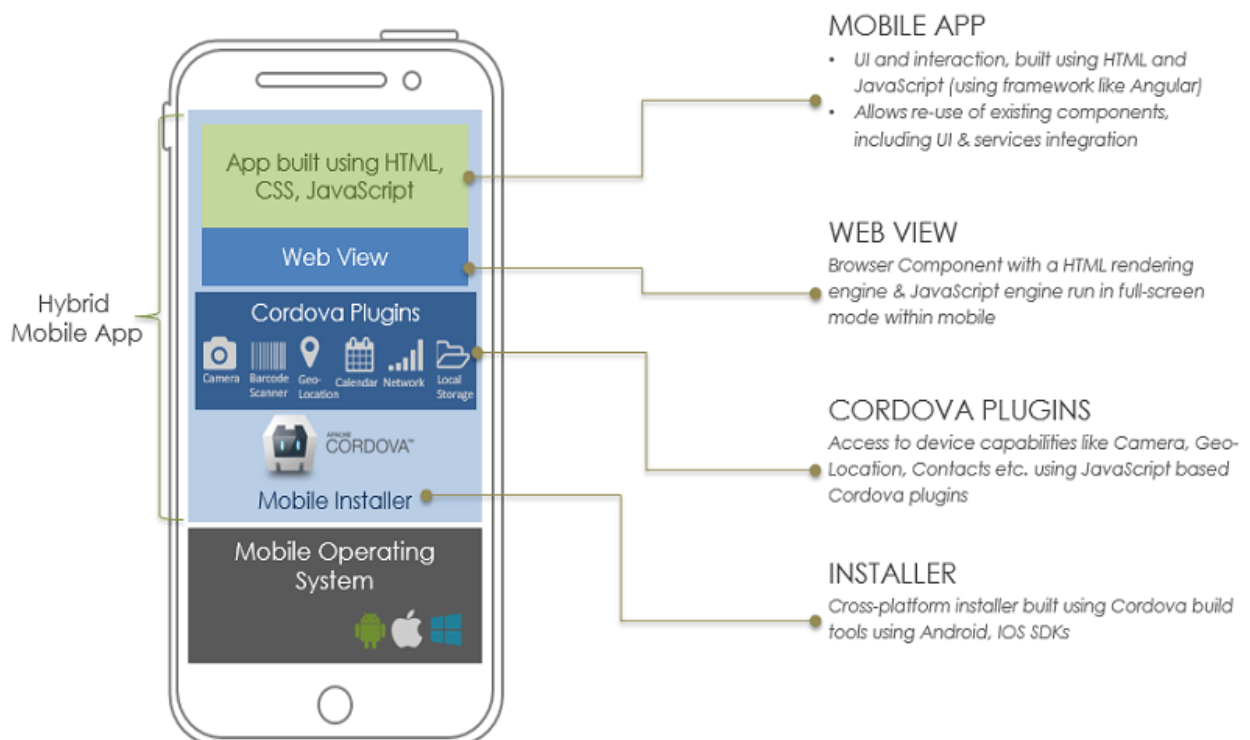 MOBILE APP
• UI and interaction, built using HTML and
JavaScript (using framework like Angular)
• Allows re-use of existing components,
including UI & services integration
App built using HTML,
CSS, JavaScript
WEB VIEW
Browser Component with a HTML rendering
engine & JavaScript engine run in full-screen
mode within mobile
Web View
Hybrid
Mobile App
Cordova Plugins
Camera
Barcode
Scanner
Geo-
Location
Calendar
Network
Local
Storage
CORDOVA PLUGINS
Access to device capabilities like Camera, Geo-
Location, Contacts etc. using JavaScript based
Cordova plugins
APACHE
CORDOVA™
Mobile Installer
Mobile Operating
System
INSTALLER
Cross-platform installer built using Cordova build
tools using Android, IOS SDKs